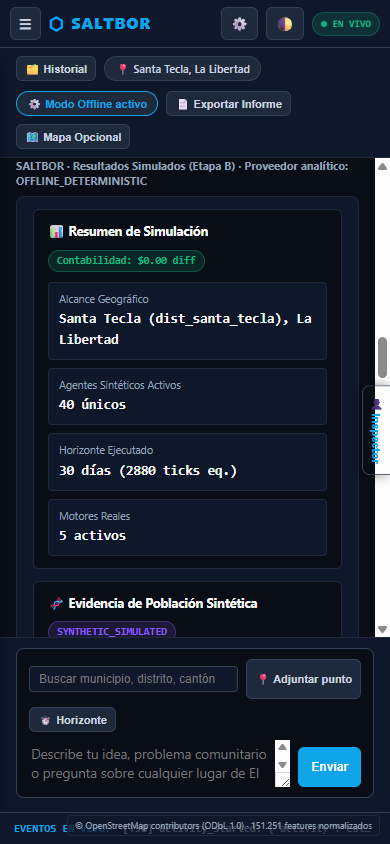 SALTBOR
EN VIVO
Historial
Santa Tecla, La Libertad
Modo Offline activo
Exportar Informe
Mapa Opcional
SALTBOR · Resultados Simulados (Etapa B) · Proveedor analítico:
OFFLINE_DETERMINISTIC
Resumen de Simulación
Contabilidad: $0.00 diff
Alcance Geográfico
Santa Tecla (dist_santa_tecla), La
Libertad
Agentes Sintéticos Activos
40 únicos
Horizonte Ejecutado
30 días (2880 ticks eq.)
Motores Reales
5 activos
Inspector
Evidencia de Población Sintética
SYNTHETIC_SIMULATED
Buscar municipio, distrito, cantón
Adjuntar punto
Horizonte
Describe tu idea, problema comunitario
o pregunta sobre cualquier lugar de El
Enviar
EVENTOS E
© OpenStreetMap contributors (ODbL 1.0) · 151.251 features normalizados